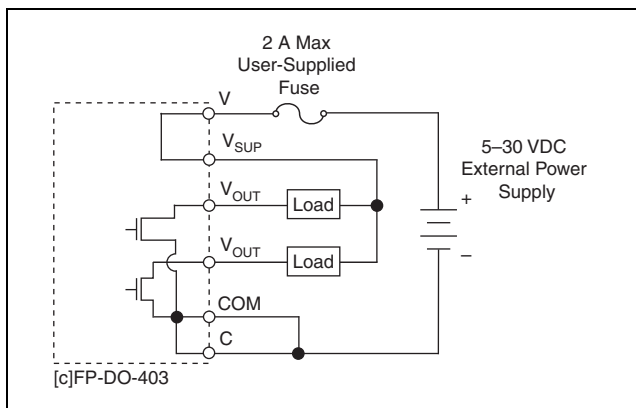 2 A Max
User-Supplied
Fuse
V
VSUP
5–30 VDC
External Power
Supply
VOUT
Load
+
VOUT
Load
–
COM
C
[c]FP-DO-403